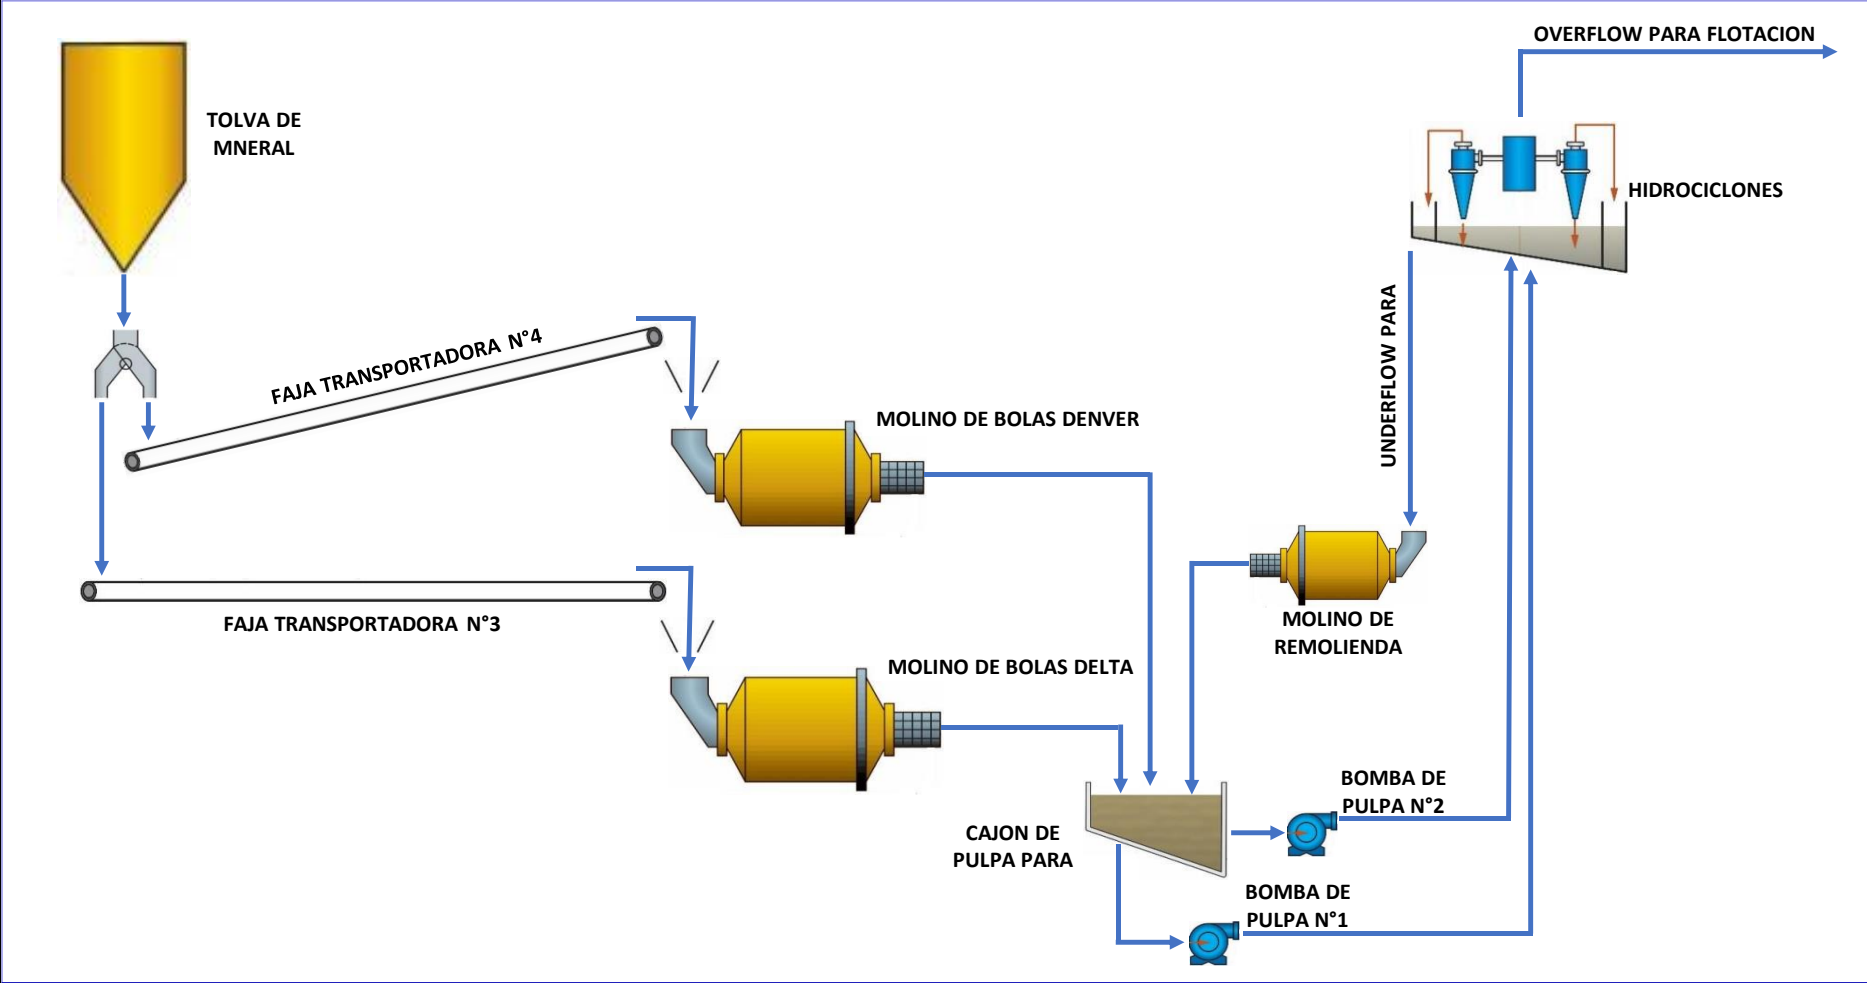 OVERFLOW PARA FLOTACION
TOLVA DE
MNERAL
HIDROCICLONES
FAJA TRANSPORTADORA N°4
UNDERFLOW PARA
MOLINO DE BOLAS DENVER
FAJA TRANSPORTADORA N°3
MOLINO DE
REMOLIENDA
MOLINO DE BOLAS DELTA
BOMBA DE
PULPA N°2
CAJON DE
PULPA PARA
BOMBA DE
PULPA N°1